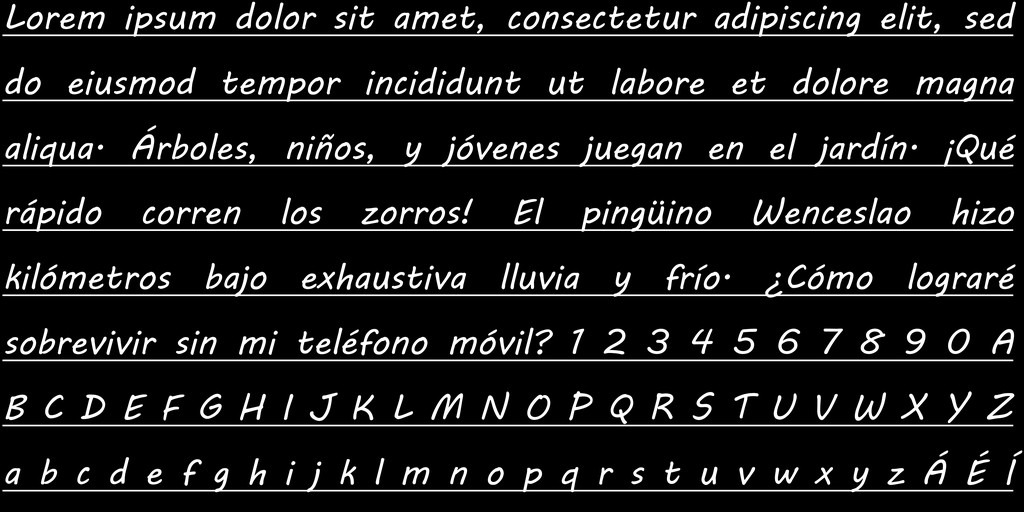 Lorem ipsum dolor sit amet, consectetur adipiscing elit, sed
do eiusmod tempor incididunt ut labore et dolore magna
aliqua. Árboles, niños, y jóvenes juegan en el jardín. ¡Qué
rápido corren los zorros! El pingüino Wenceslao hizo
kilómetros bajo exhaustiva lluvia y frío. ¿Cómo lograré
sobrevivir sin mi teléfono móvil? 1 2 3 4 5 6 7 8 9 0 A
B C D E F G H I J K L M N O P Q R S T U V W X Y Z
a b c d e f g h i j k l m n o p q r s t u v w x y z Á É Í